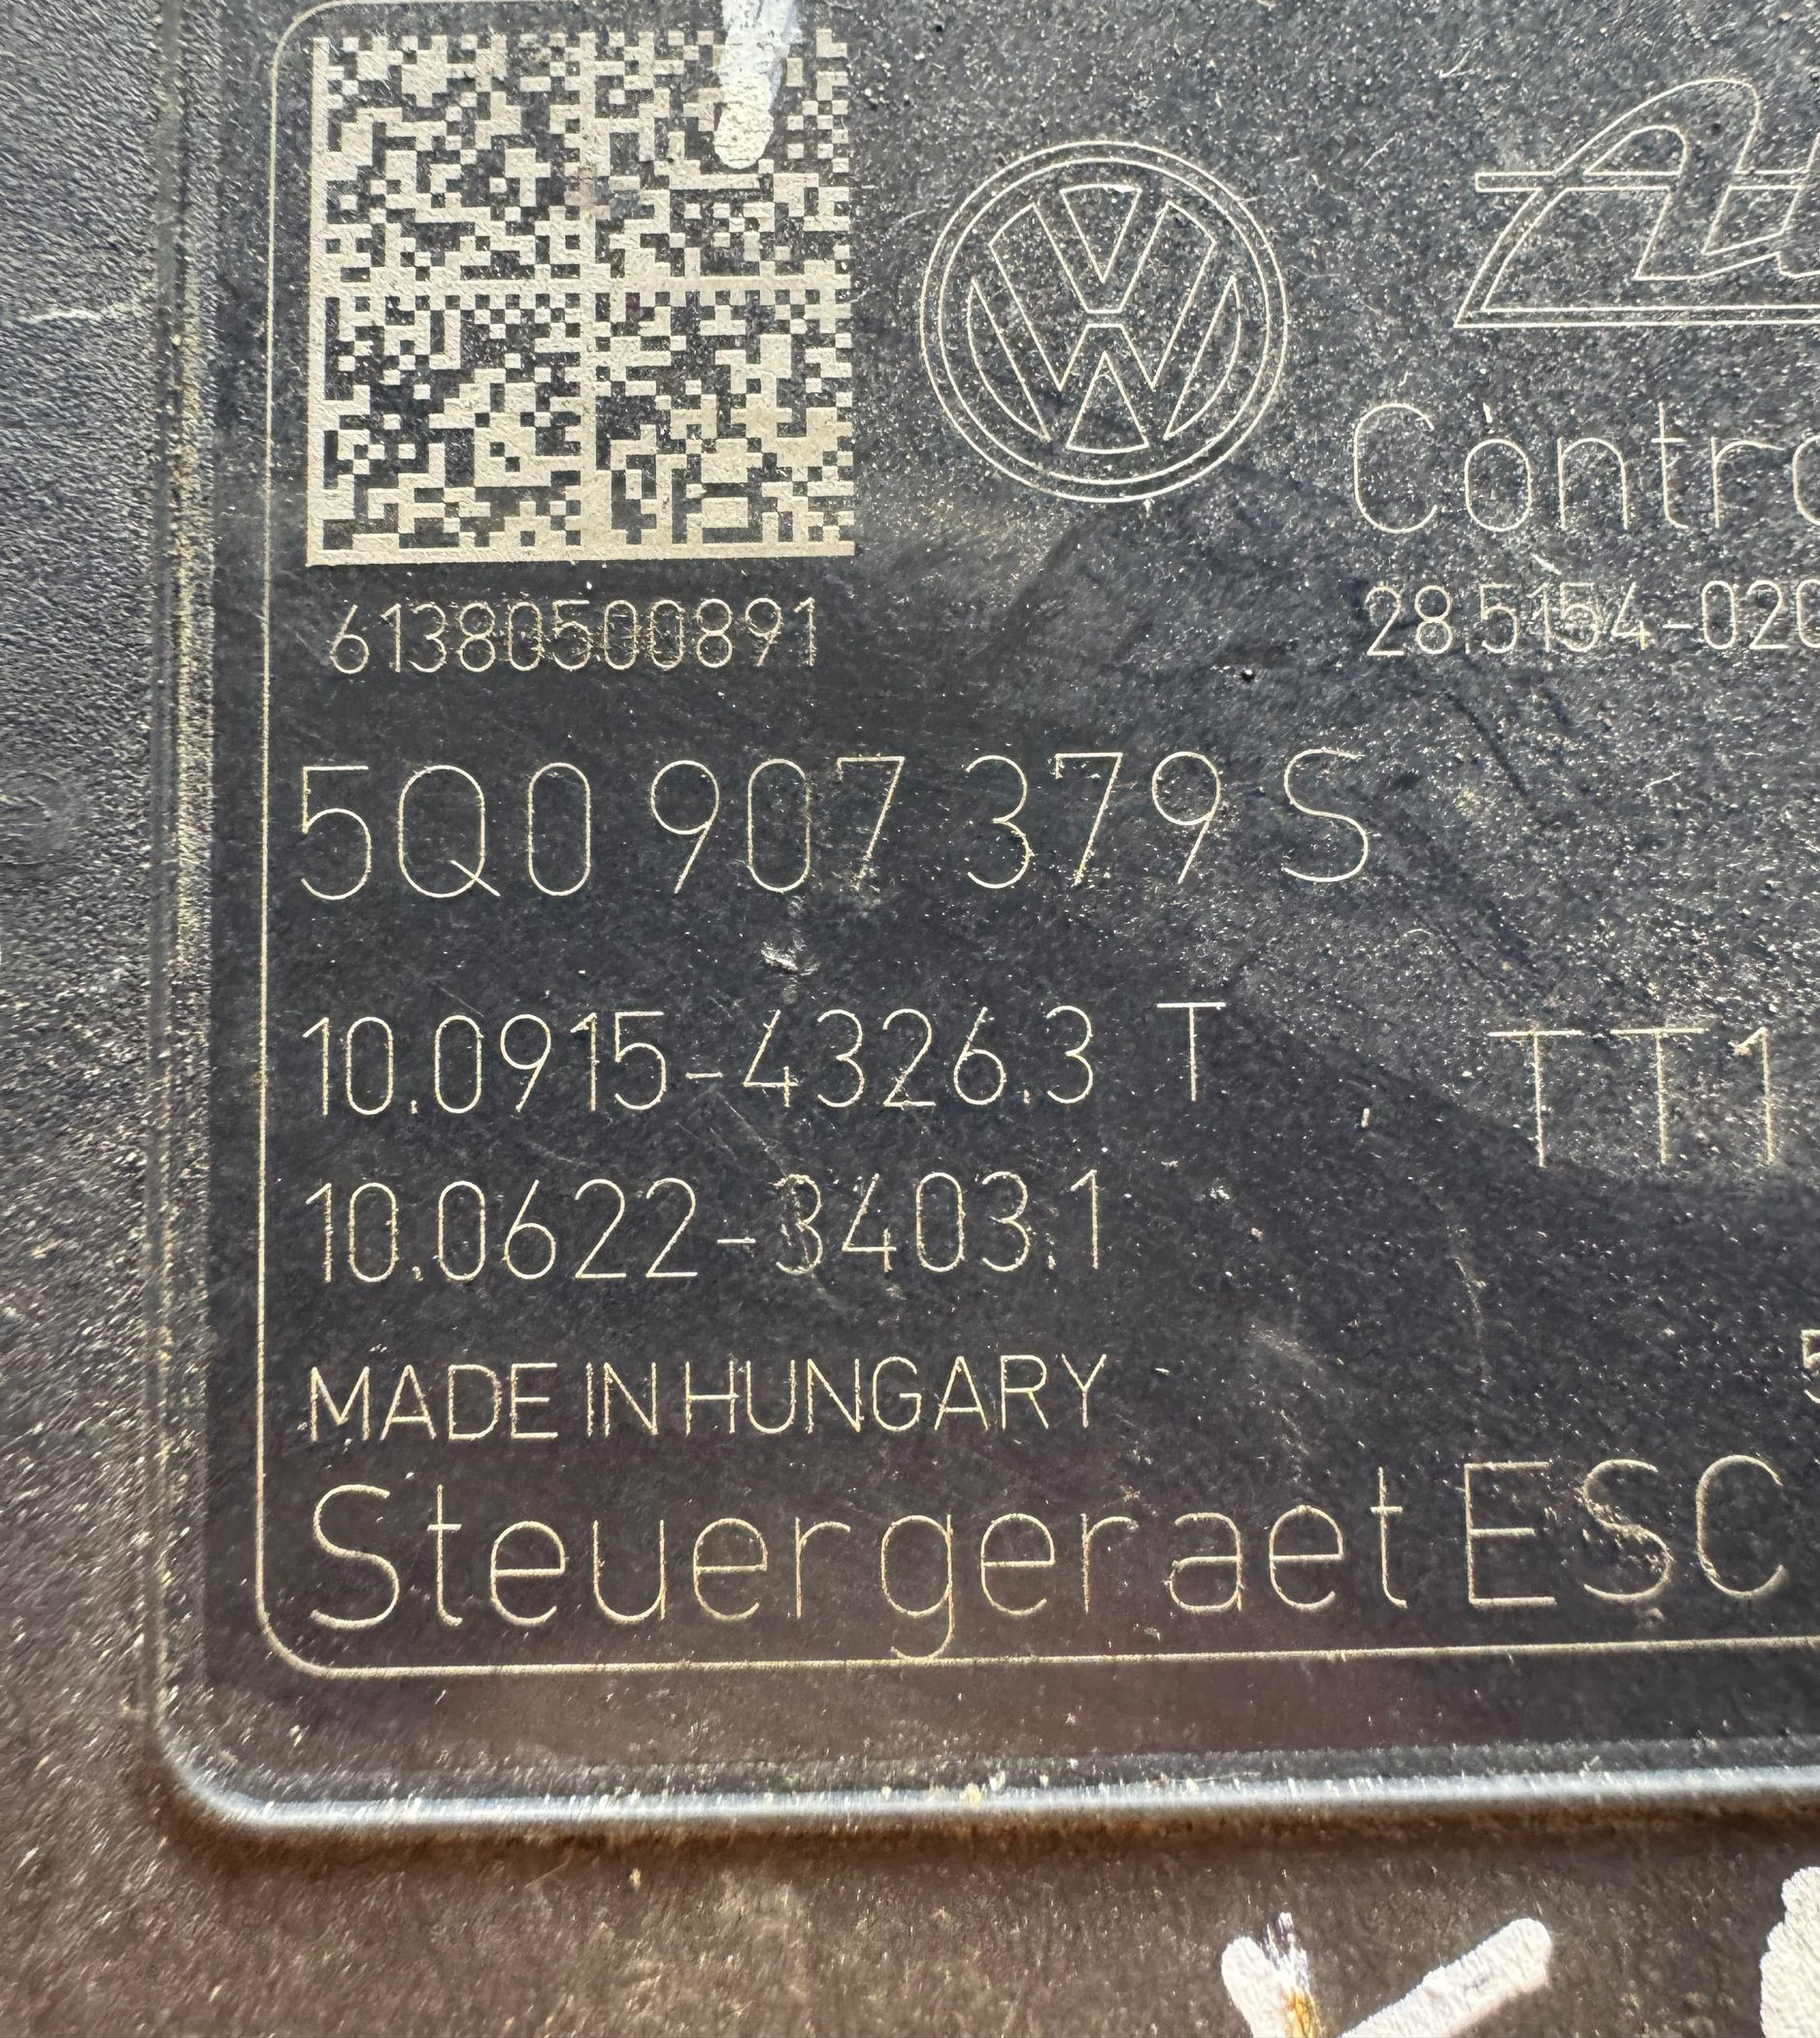 61380500891
28.5154-020
5Q0 907 379 S
10.0915-4326.3 T
TT1
10.0622-3403.1
MADE IN HUNGARY
Steuergeraet ESC